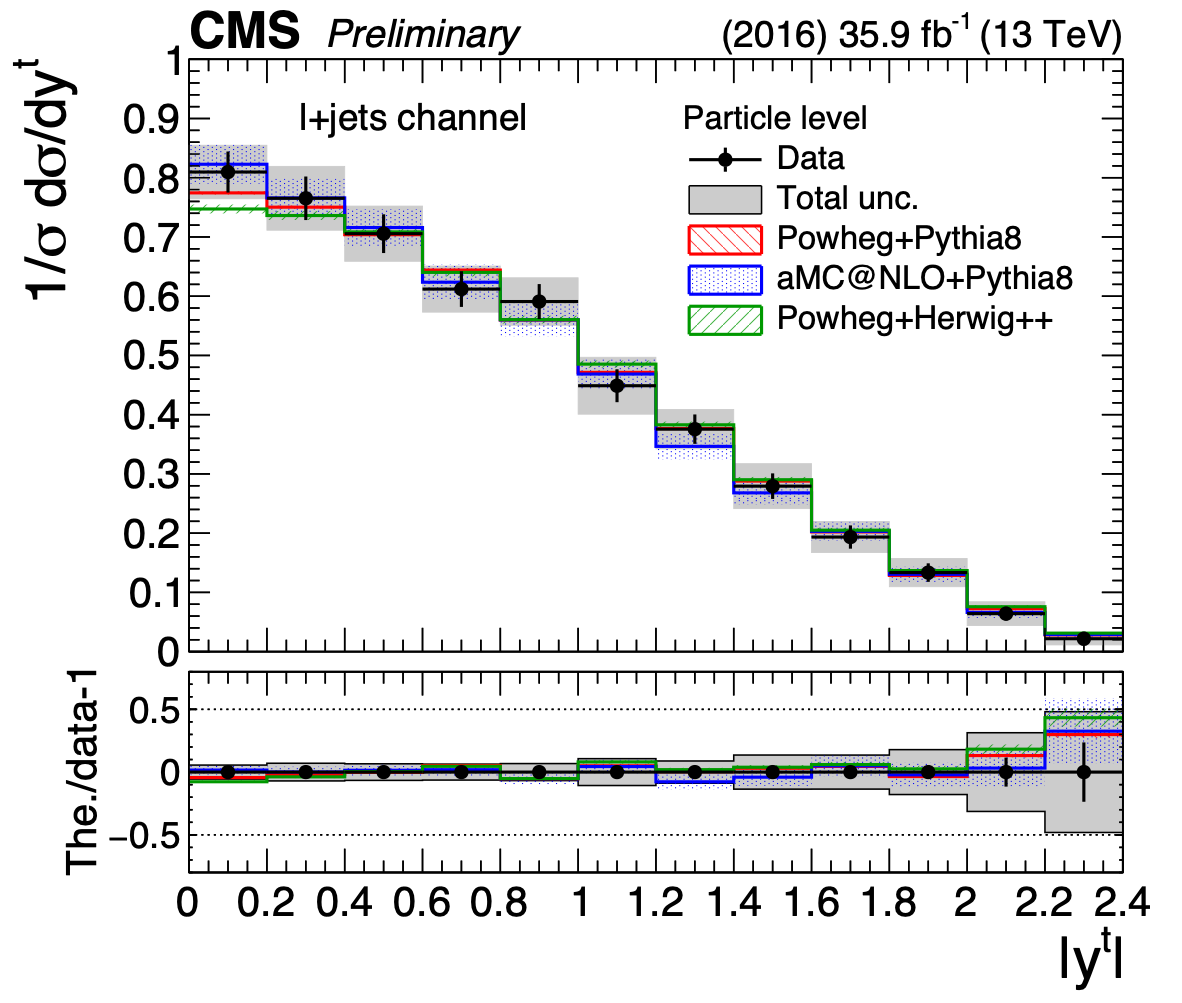 CMS Preliminary (2016) 35.9 fb⁻¹ (13 TeV)
1/σ dσ/dyᵗ
1
0.9
0.8
0.7
0.6
0.5
0.4
0.3
0.2
0.1
0
l+jets channel
Particle level
Data
Total unc.
Powheg+Pythia8
aMC@NLO+Pythia8
Powheg+Herwig++
The./data-1
0.5
0
−0.5
0 0.2 0.4 0.6 0.8 1 1.2 1.4 1.6 1.8 2 2.2 2.4
|yᵗ|